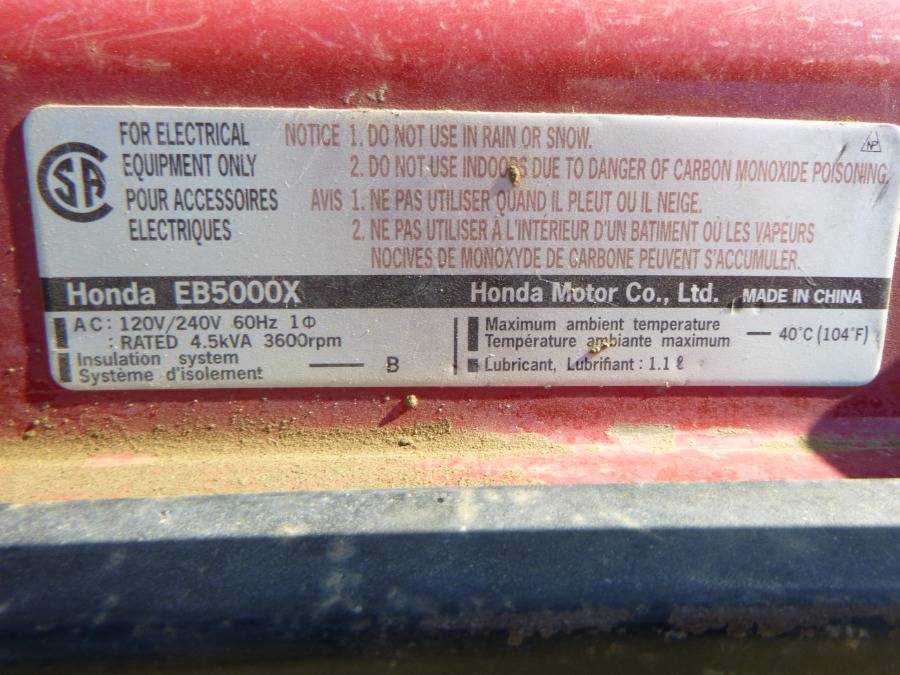 FOR ELECTRICAL
EQUIPMENT ONLY
POUR ACCESSOIRES
ELECTRIQUES
NOTICE 1. DO NOT USE IN RAIN OR SNOW.
2. DO NOT USE INDOORS DUE TO DANGER OF CARBON MONOXIDE POISONING.
AVIS 1. NE PAS UTILISER QUAND IL PLEUT OU IL NEIGE.
2. NE PAS UTILISER À L'INTÉRIEUR D'UN BATIMENT OÙ LES VAPEURS
NOCIVES DE MONOXYDE DE CARBONE PEUVENT S'ACCUMULER.
SA
NP
Honda EB5000X
Honda Motor Co., Ltd. MADE IN CHINA
AC: 120V/240V 60Hz 1Φ
: RATED 4.5kVA 3600rpm
Insulation system
Système d'isolement — B
Maximum ambient temperature
Température ambiante maximum — 40°C (104°F)
Lubricant, Lubrifiant : 1.1 ℓ